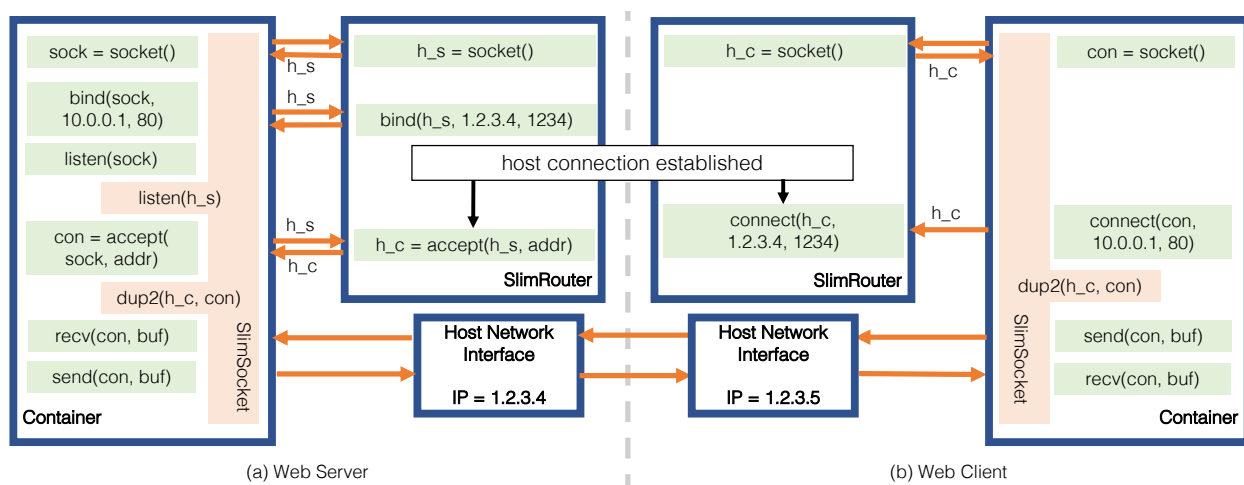 sock = socket()
h_s
h_s = socket()
h_c = socket()
h_c
con = socket()
bind(sock,
10.0.0.1, 80)
h_s
bind(h_s, 1.2.3.4, 1234)
listen(sock)
host connection established
listen(h_s)
con = accept(
sock, addr)
h_s
h_c
h_c = accept(h_s, addr)
connect(h_c,
1.2.3.4, 1234)
h_c
connect(con,
10.0.0.1, 80)
SlimRouter
SlimRouter
dup2(h_c, con)
dup2(h_c, con)
SlimSocket
SlimSocket
recv(con, buf)
send(con, buf)
Host Network
Interface
IP = 1.2.3.4
Host Network
Interface
IP = 1.2.3.5
send(con, buf)
recv(con, buf)
Container
Container
(a) Web Server
(b) Web Client